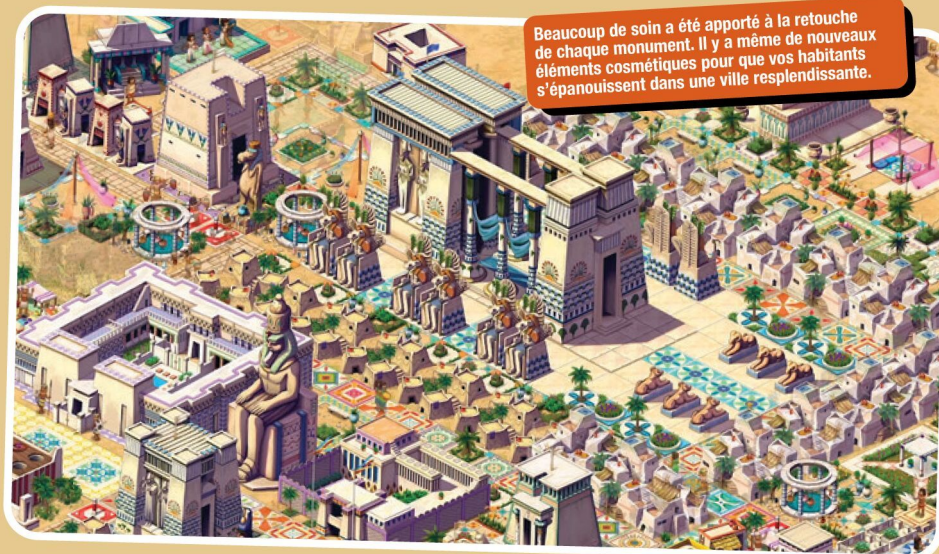 Beaucoup de soin a été apporté à la retouche
de chaque monument. Il y a même de nouveaux
éléments cosmétiques pour que vos habitants
s'épanouissent dans une ville resplendissante.